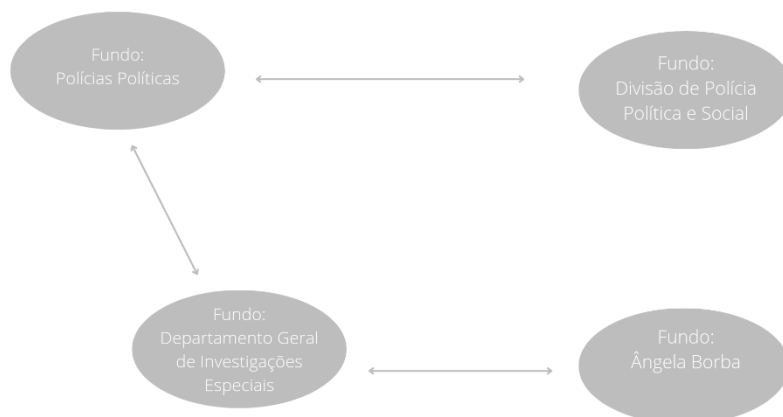 Fundo:
Polícias Políticas
Fundo:
Divisão de Polícia
Política e Social
Fundo:
Departamento Geral
de Investigações
Especiais
Fundo:
Ângela Borba